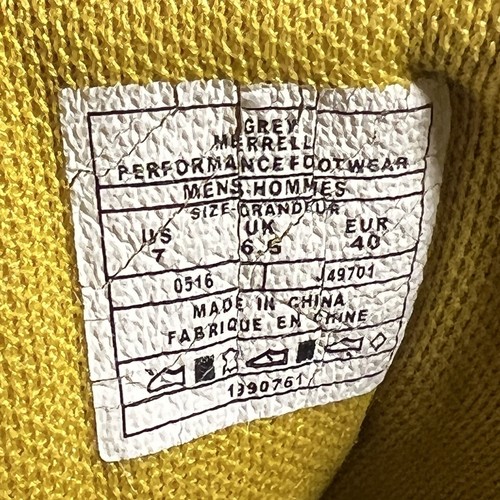 GREY
MERRELL
PERFORMANCE FOOTWEAR
MENS-HOMMES
SIZE-GRANDEUR
US UK EUR
7 6.5 40
0516 J49701
MADE IN CHINA
FABRIQUE EN CHINE
1390761